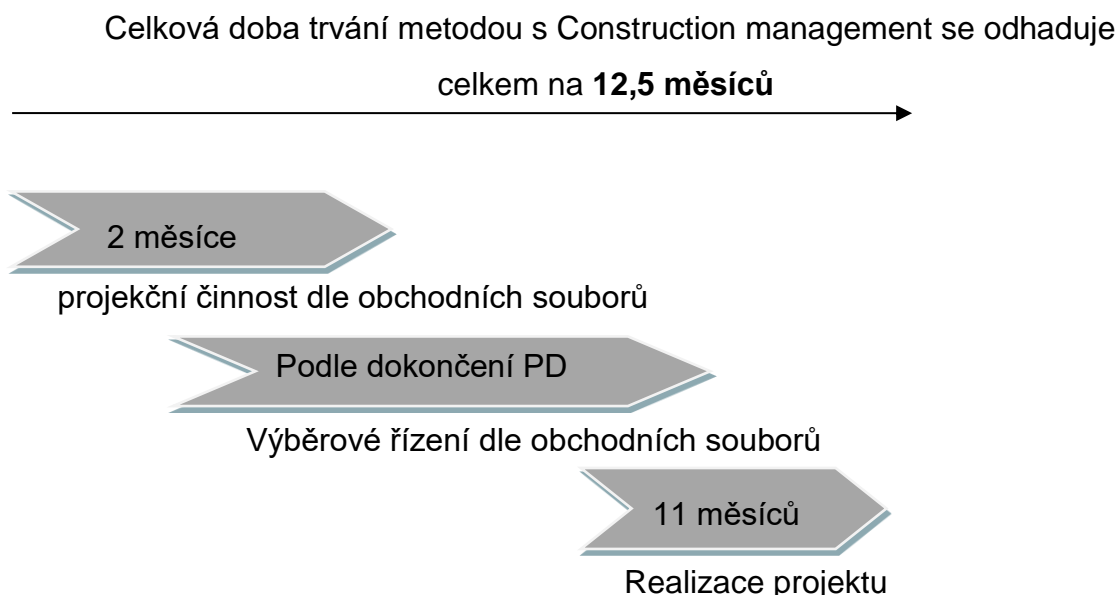 Celková doba trvání metodou s Construction management se odhaduje
celkem na 12,5 měsíců
2 měsíce
projekční činnost dle obchodních souborů
Podle dokončení PD
Výběrové řízení dle obchodních souborů
11 měsíců
Realizace projektu